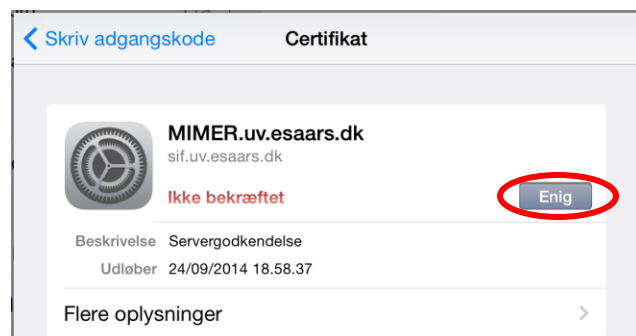 Skriv adgangskode Certifikat
MIMER.uv.esaars.dk
sif.uv.esaars.dk
Ikke bekræftet Enig
Beskrivelse Servergodkendelse
Udløber 24/09/2014 18.58.37
Flere oplysninger